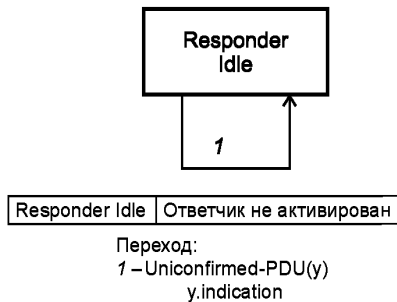 Responder
Idle
1
Responder Idle Ответчик не активирован
Переход:
1 – Uniconfirmed-PDU(y)
y.indication